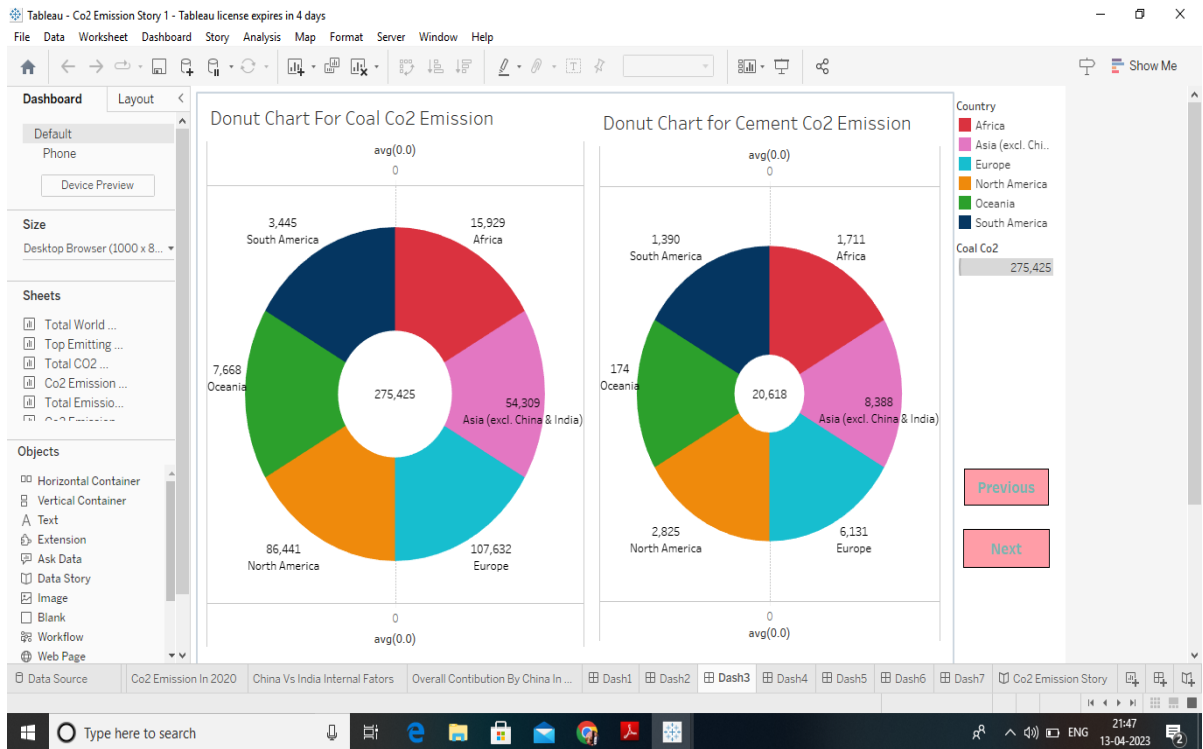 Tableau - Co2 Emission Story 1 - Tableau license expires in 4 days
File Data Worksheet Dashboard Story Analysis Map Format Server Window Help
Show Me
Dashboard Layout
Default
Phone
Device Preview
Size
Desktop Browser (1000 x 8...
Sheets
Total World ...
Top Emitting ...
Total CO2 ...
Co2 Emission ...
Total Emissio...
Objects
Horizontal Container
Vertical Container
A Text
Extension
Ask Data
Data Story
Image
Blank
Workflow
Web Page
Donut Chart For Coal Co2 Emission
avg(0.0)
0
3,445
South America
15,929
Africa
7,668
Oceania
275,425
54,309
Asia (excl. China & India)
86,441
North America
107,632
Europe
0
avg(0.0)
Donut Chart for Cement Co2 Emission
avg(0.0)
0
1,390
South America
1,711
Africa
174
Oceania
20,618
8,388
Asia (excl. China & India)
2,825
North America
6,131
Europe
0
avg(0.0)
Country
Africa
Asia (excl. Chi..
Europe
North America
Oceania
South America
Coal Co2
275,425
Previous
Next
Data Source Co2 Emission In 2020 China Vs India Internal Fators Overall Contibution By China In ... Dash1 Dash2 Dash3 Dash4 Dash5 Dash6 Dash7 Co2 Emission Story
Type here to search
ENG
21:47
13-04-2023
2